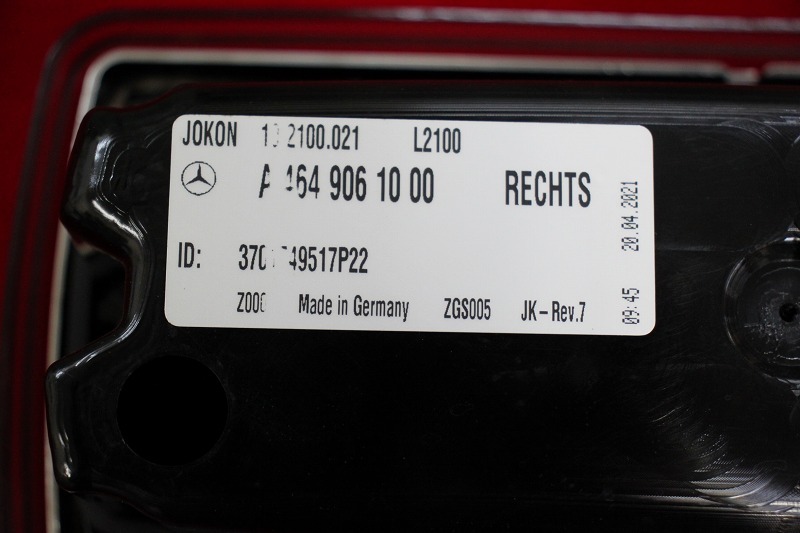 JOKON L2100
464 906 10 00 RECHTS
ID:
Made in Germany ZGS005 JK-Rev.7
09:45 20.04.2021